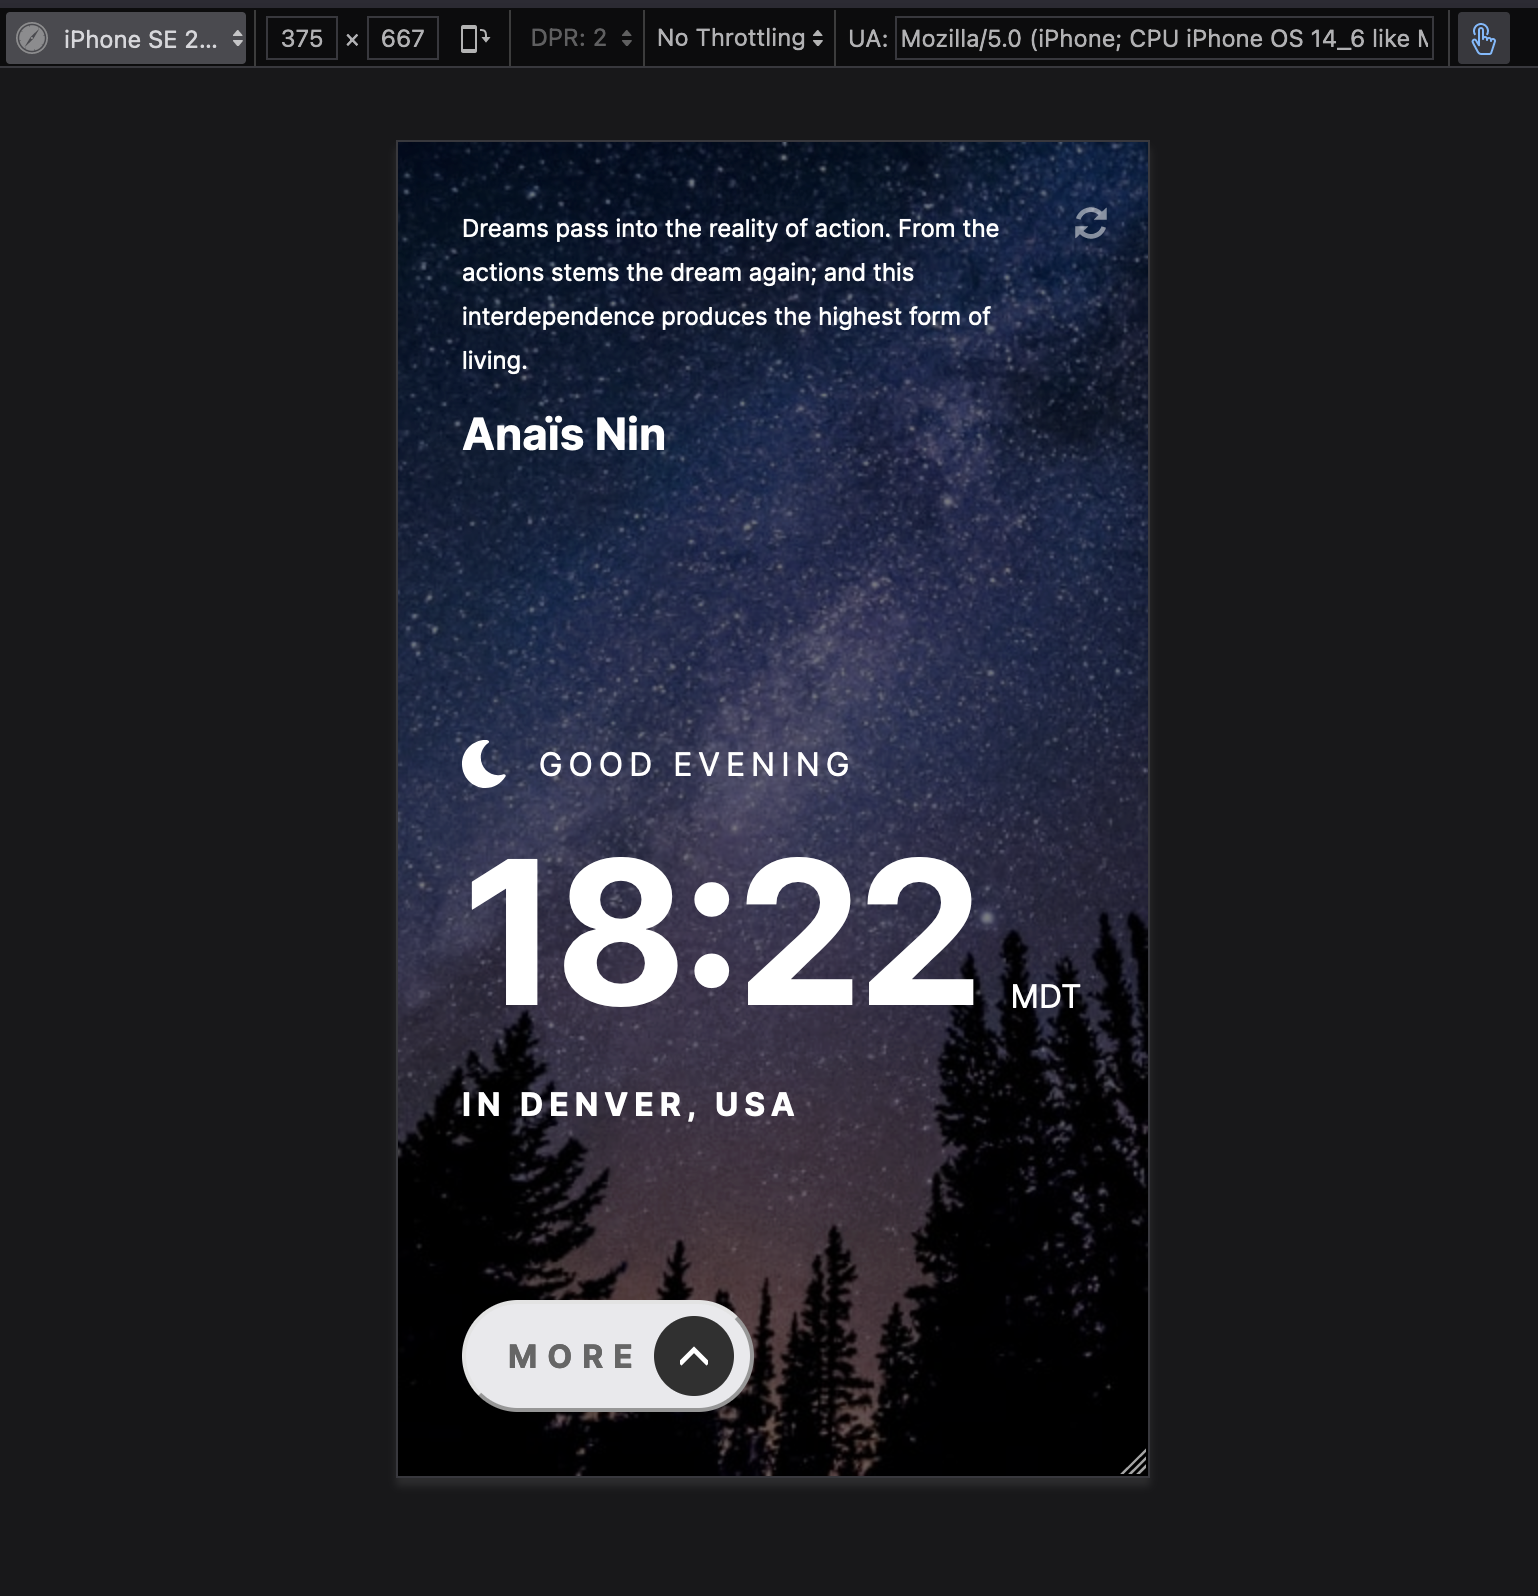 iPhone SE 2...
375 × 667
DPR: 2
No Throttling
UA: Mozilla/5.0 (iPhone; CPU iPhone OS 14_6 like
Dreams pass into the reality of action. From the
actions stems the dream again; and this
interdependence produces the highest form of
living.
Anaïs Nin
GOOD EVENING
18:22 MDT
IN DENVER, USA
MORE